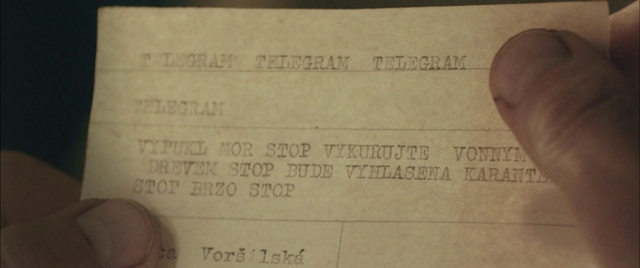 TELEGRAM TELEGRAM TELEGRAM
TELEGRAM
VYPUKL MOR STOP VYKURUJTE VONNYM
DREVEM STOP BUDE VYHLASENA
STOP BRZO STOP
Voršilská